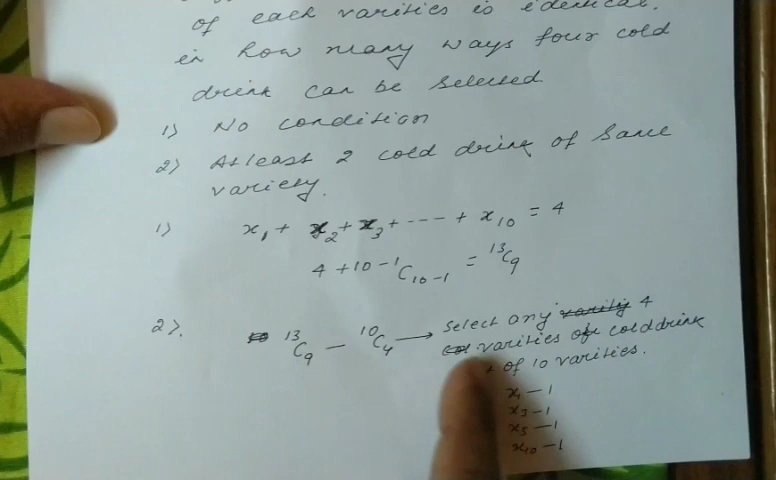 of each varities is identical.
in how many ways four cold
drink can be selected
1) No condition
2) Atleast 2 cold drink of Same
variety.
1) x₁ + x₂ + x₃ + ---- + x₁₀ = 4
⁴⁺¹⁰⁻¹C₁₀₋₁ = ¹³C₉
2). ¹³C₉ — ¹⁰C₄ → Select any varitiy 4
varities of colddrink
of 10 varities.
x₁ — 1
x₃ — 1
x₅ — 1
x₁₀ — 1